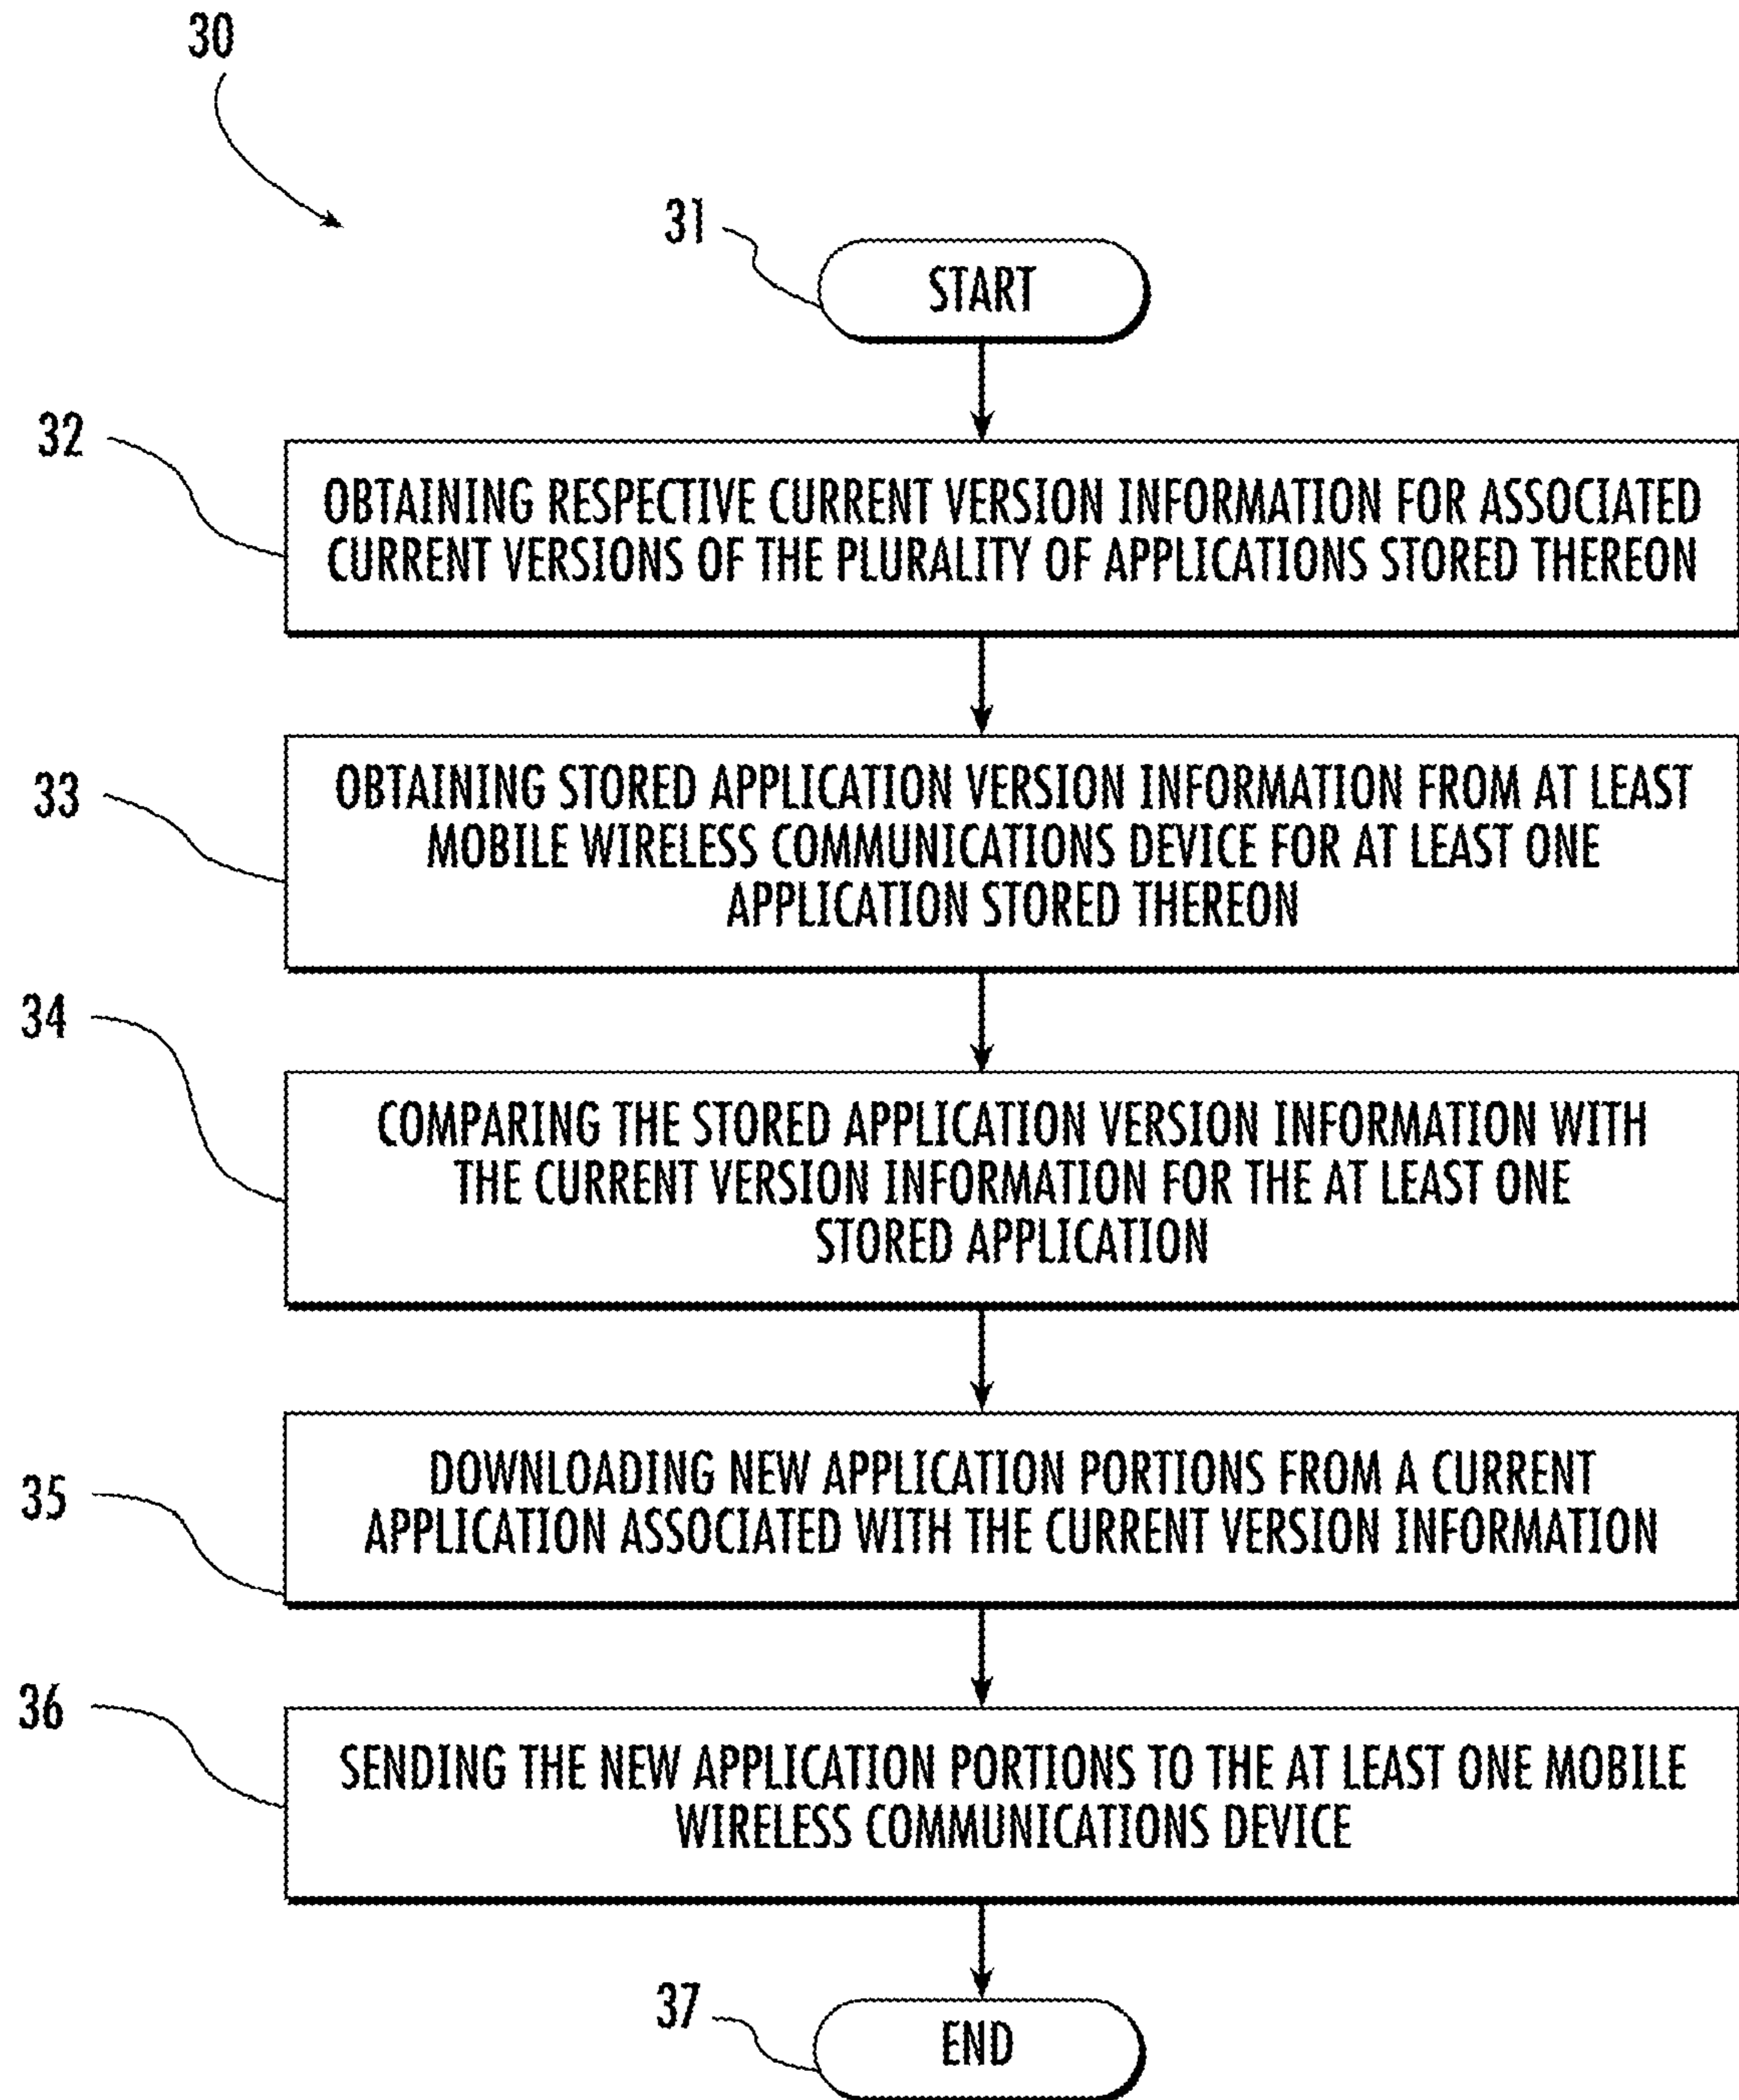 30
31
START
32
OBTAINING RESPECTIVE CURRENT VERSION INFORMATION FOR ASSOCIATED
CURRENT VERSIONS OF THE PLURALITY OF APPLICATIONS STORED THEREON
33
OBTAINING STORED APPLICATION VERSION INFORMATION FROM AT LEAST
MOBILE WIRELESS COMMUNICATIONS DEVICE FOR AT LEAST ONE
APPLICATION STORED THEREON
34
COMPARING THE STORED APPLICATION VERSION INFORMATION WITH
THE CURRENT VERSION INFORMATION FOR THE AT LEAST ONE
STORED APPLICATION
35
DOWNLOADING NEW APPLICATION PORTIONS FROM A CURRENT
APPLICATION ASSOCIATED WITH THE CURRENT VERSION INFORMATION
36
SENDING THE NEW APPLICATION PORTIONS TO THE AT LEAST ONE MOBILE
WIRELESS COMMUNICATIONS DEVICE
37
END